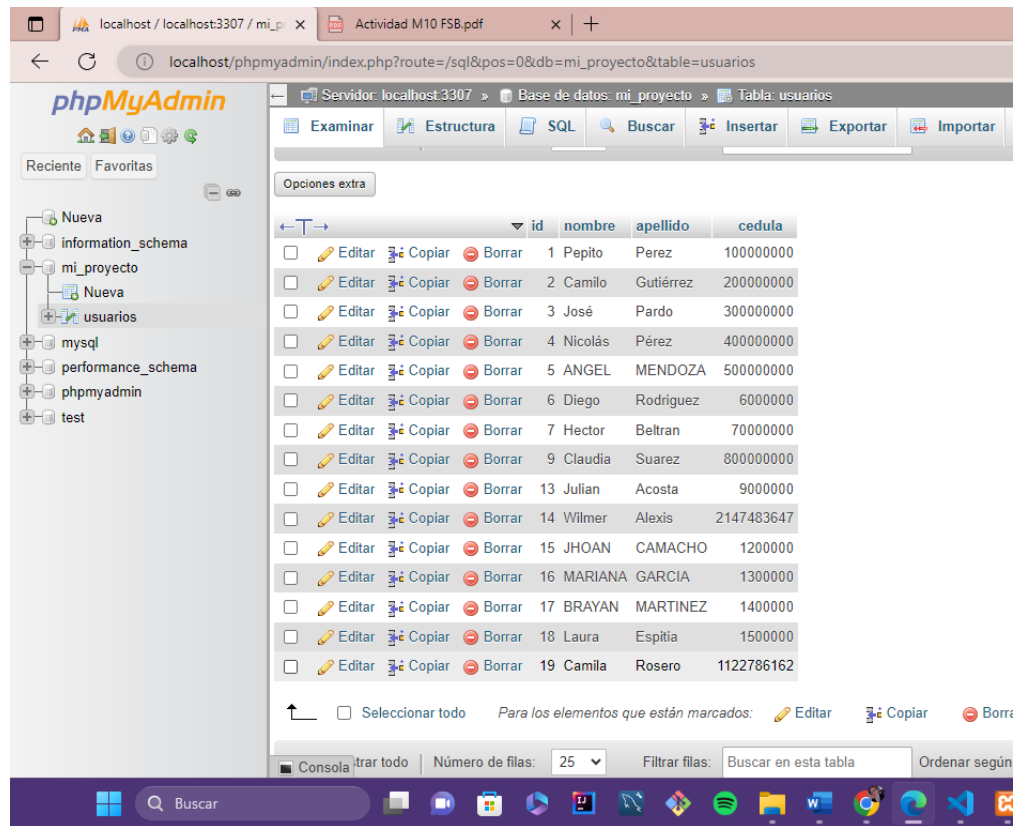 localhost / localhost:3307 / mi_pr
Actividad M10 FSB.pdf
localhost/phpmyadmin/index.php?route=/sql&pos=0&db=mi_proyecto&table=usuarios
phpMyAdmin
Reciente Favoritas
Nueva
information_schema
mi_proyecto
Nueva
usuarios
mysql
performance_schema
phpmyadmin
test
Servidor: localhost:3307 » Base de datos: mi_proyecto » Tabla: usuarios
Examinar Estructura SQL Buscar Insertar Exportar Importar
Opciones extra
id nombre apellido cedula
Editar Copiar Borrar 1 Pepito Perez 100000000
Editar Copiar Borrar 2 Camilo Gutiérrez 200000000
Editar Copiar Borrar 3 José Pardo 300000000
Editar Copiar Borrar 4 Nicolás Pérez 400000000
Editar Copiar Borrar 5 ANGEL MENDOZA 500000000
Editar Copiar Borrar 6 Diego Rodriguez 6000000
Editar Copiar Borrar 7 Hector Beltran 70000000
Editar Copiar Borrar 9 Claudia Suarez 800000000
Editar Copiar Borrar 13 Julian Acosta 9000000
Editar Copiar Borrar 14 Wilmer Alexis 2147483647
Editar Copiar Borrar 15 JHOAN CAMACHO 1200000
Editar Copiar Borrar 16 MARIANA GARCIA 1300000
Editar Copiar Borrar 17 BRAYAN MARTINEZ 1400000
Editar Copiar Borrar 18 Laura Espitia 1500000
Editar Copiar Borrar 19 Camila Rosero 1122786162
Seleccionar todo Para los elementos que están marcados: Editar Copiar Borra
Consola trar todo Número de filas: 25 Filtrar filas: Buscar en esta tabla Ordenar según
Buscar